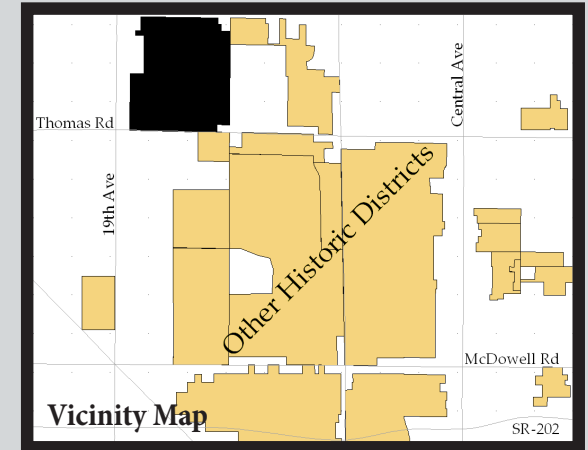 Central Ave
Thomas Rd
19th Ave
Other Historic Districts
McDowell Rd
Vicinity Map
SR-202